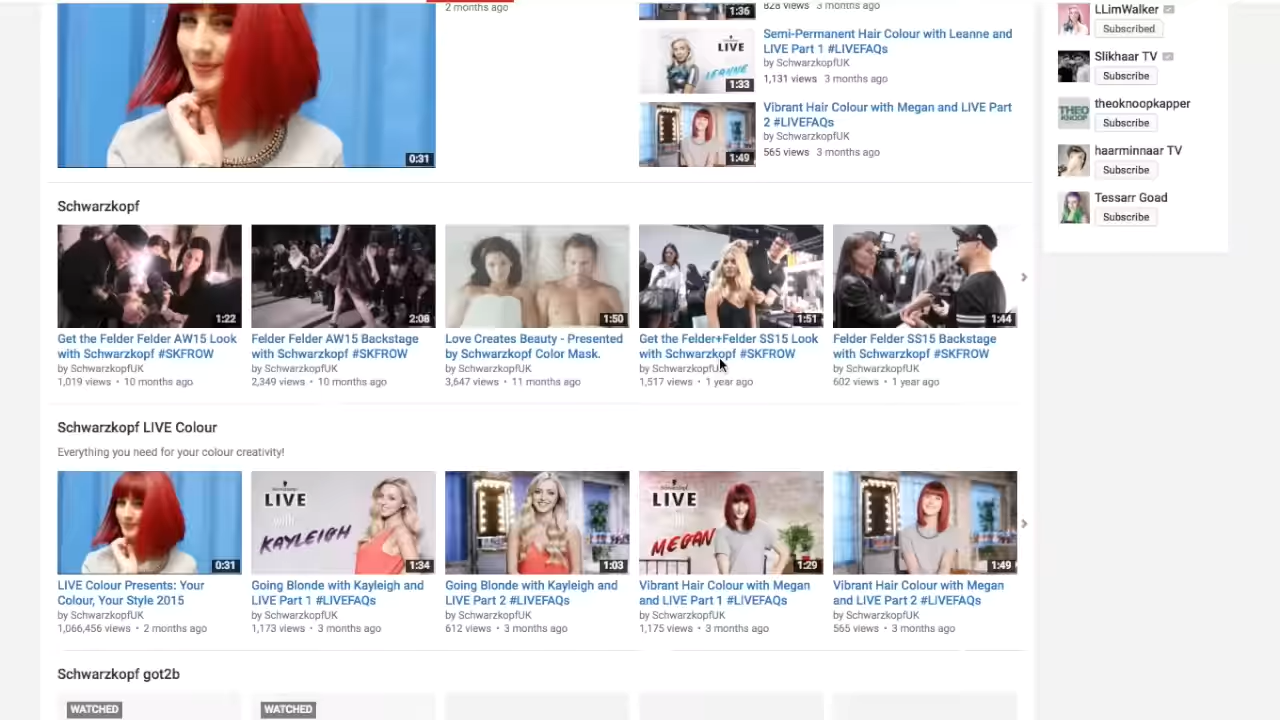 2 months ago
0:31
1:36
828 views 3 months ago
LIVE
LEANNE
1:33
Semi-Permanent Hair Colour with Leanne and
LIVE Part 1 #LIVEFAQs
by SchwarzkopfUK
1,131 views 3 months ago
1:49
Vibrant Hair Colour with Megan and LIVE Part
2 #LIVEFAQs
by SchwarzkopfUK
565 views 3 months ago
LLimWalker
Subscribed
Slikhaar TV
Subscribe
THEO
KNOOP
theoknoopkapper
Subscribe
haarminnaar TV
Subscribe
Tessarr Goad
Subscribe
Schwarzkopf
1:22
2:08
1:50
1:51
1:44
Get the Felder Felder AW15 Look
with Schwarzkopf #SKFROW
by SchwarzkopfUK
1,019 views • 10 months ago
Felder Felder AW15 Backstage
with Schwarzkopf #SKFROW
by SchwarzkopfUK
2,349 views • 10 months ago
Love Creates Beauty - Presented
by Schwarzkopf Color Mask.
by SchwarzkopfUK
3,647 views • 11 months ago
Get the Felder+Felder SS15 Look
with Schwarzkopf #SKFROW
by SchwarzkopfUK
1,517 views • 1 year ago
Felder Felder SS15 Backstage
with Schwarzkopf #SKFROW
by SchwarzkopfUK
602 views • 1 year ago
Schwarzkopf LIVE Colour
Everything you need for your colour creativity!
0:31
LIVE
with
KAYLEIGH
1:34
1:03
LIVE
MEGAN
1:29
1:49
LIVE Colour Presents: Your
Colour, Your Style 2015
by SchwarzkopfUK
1,066,456 views • 2 months ago
Going Blonde with Kayleigh and
LIVE Part 1 #LIVEFAQs
by SchwarzkopfUK
1,173 views • 3 months ago
Going Blonde with Kayleigh and
LIVE Part 2 #LIVEFAQs
by SchwarzkopfUK
612 views • 3 months ago
Vibrant Hair Colour with Megan
and LIVE Part 1 #LIVEFAQs
by SchwarzkopfUK
1,175 views • 3 months ago
Vibrant Hair Colour with Megan
and LIVE Part 2 #LIVEFAQs
by SchwarzkopfUK
565 views • 3 months ago
Schwarzkopf got2b
WATCHED
WATCHED